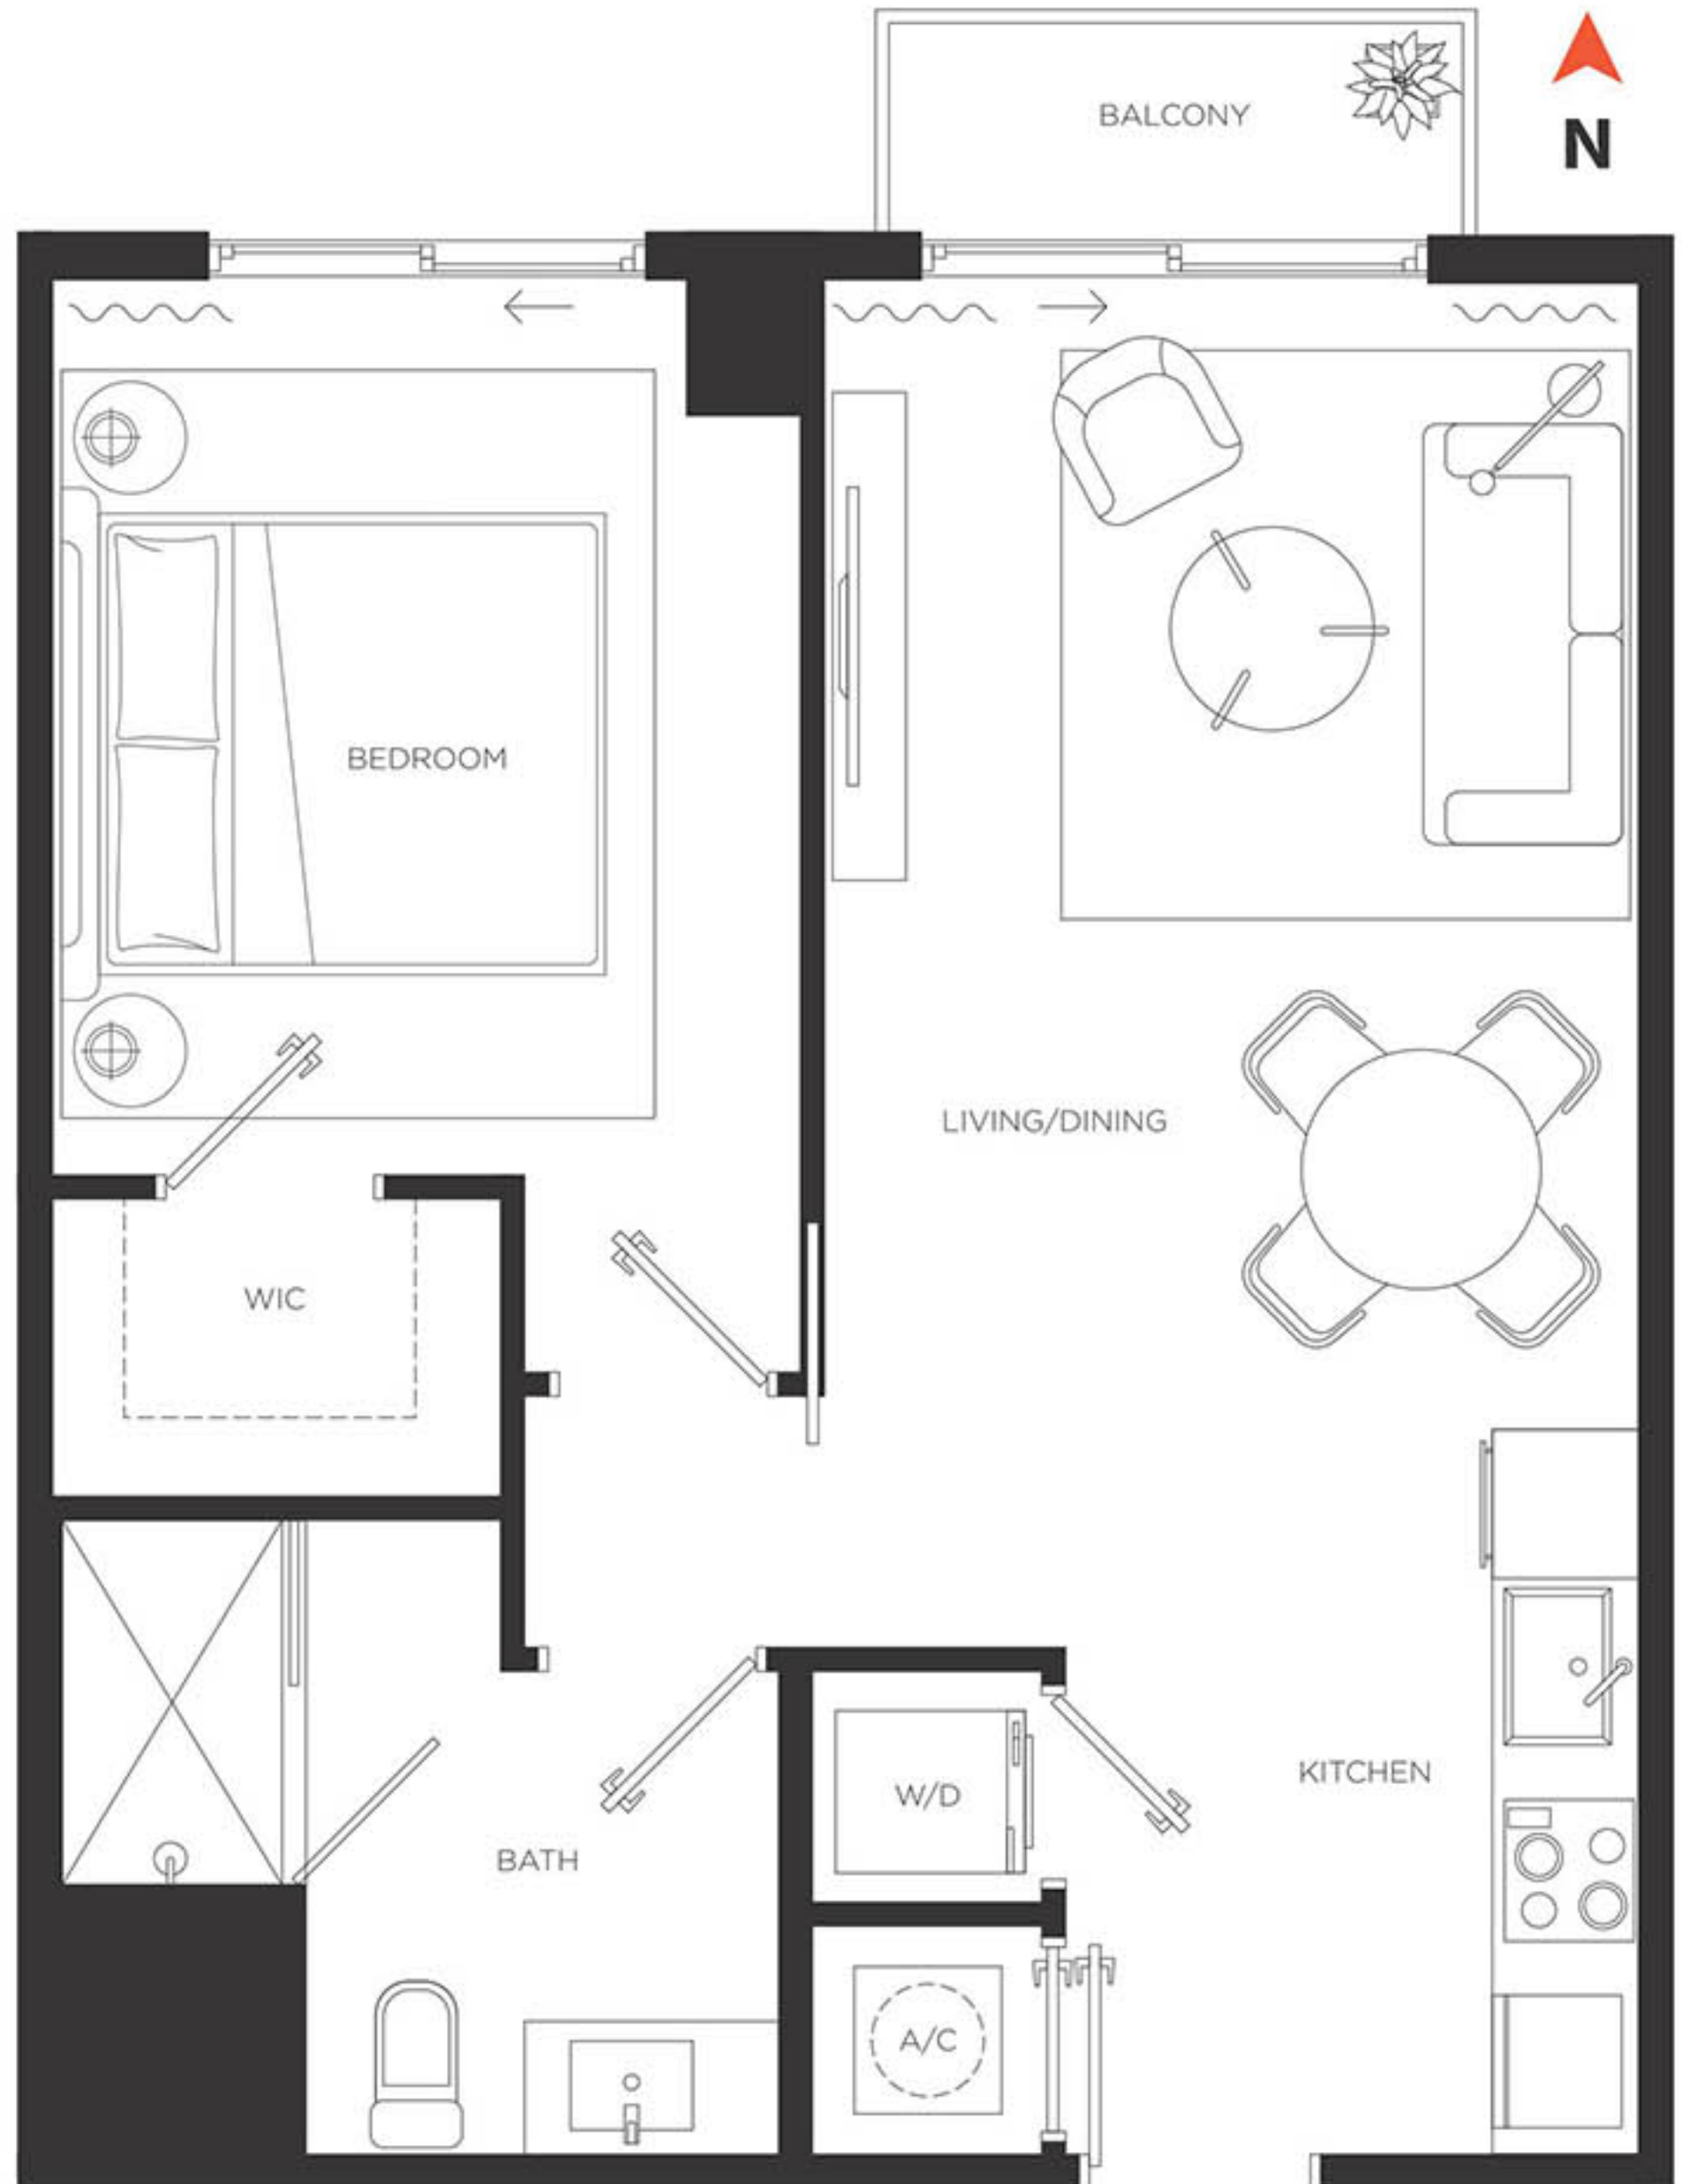 BALCONY
N
BEDROOM
LIVING/DINING
WIC
KITCHEN
W/D
BATH
A/C